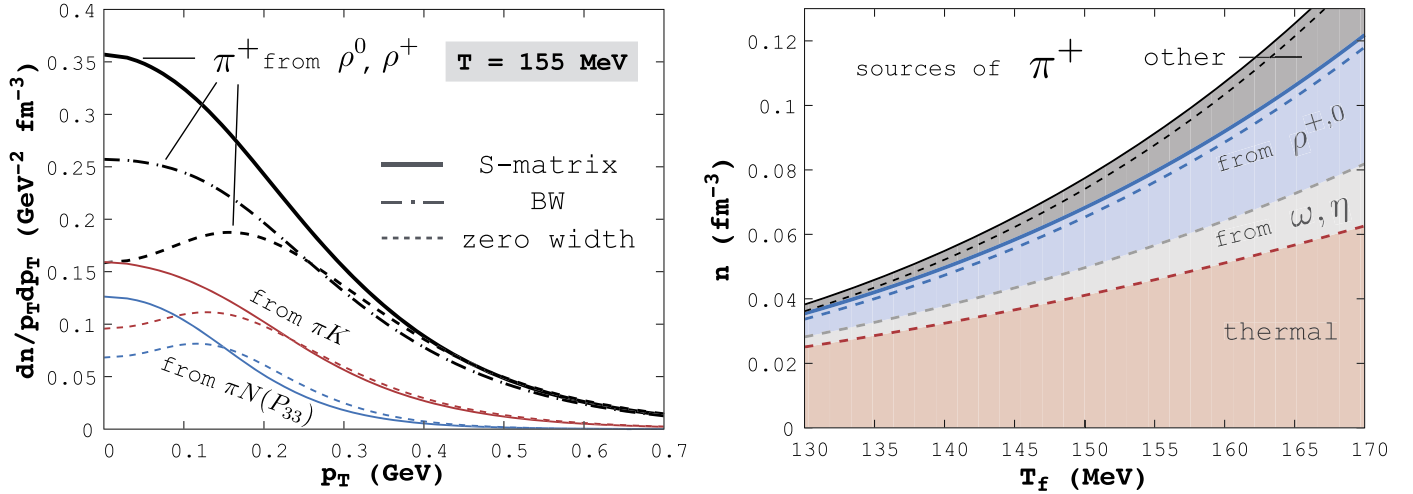 0.4
0.35
0.3
0.25
0.2
0.15
0.1
0.05
0
dn/p_T dp_T (GeV⁻² fm⁻³)
π⁺ from ρ⁰, ρ⁺
T = 155 MeV
S-matrix
BW
zero width
from πK
from πN(P₃₃)
0 0.1 0.2 0.3 0.4 0.5 0.6 0.7
p_T (GeV)
0.12
0.1
0.08
0.06
0.04
0.02
0
n (fm⁻³)
sources of π⁺
other
from ρ⁺,⁰
from ω, η
thermal
130 135 140 145 150 155 160 165 170
T_f (MeV)